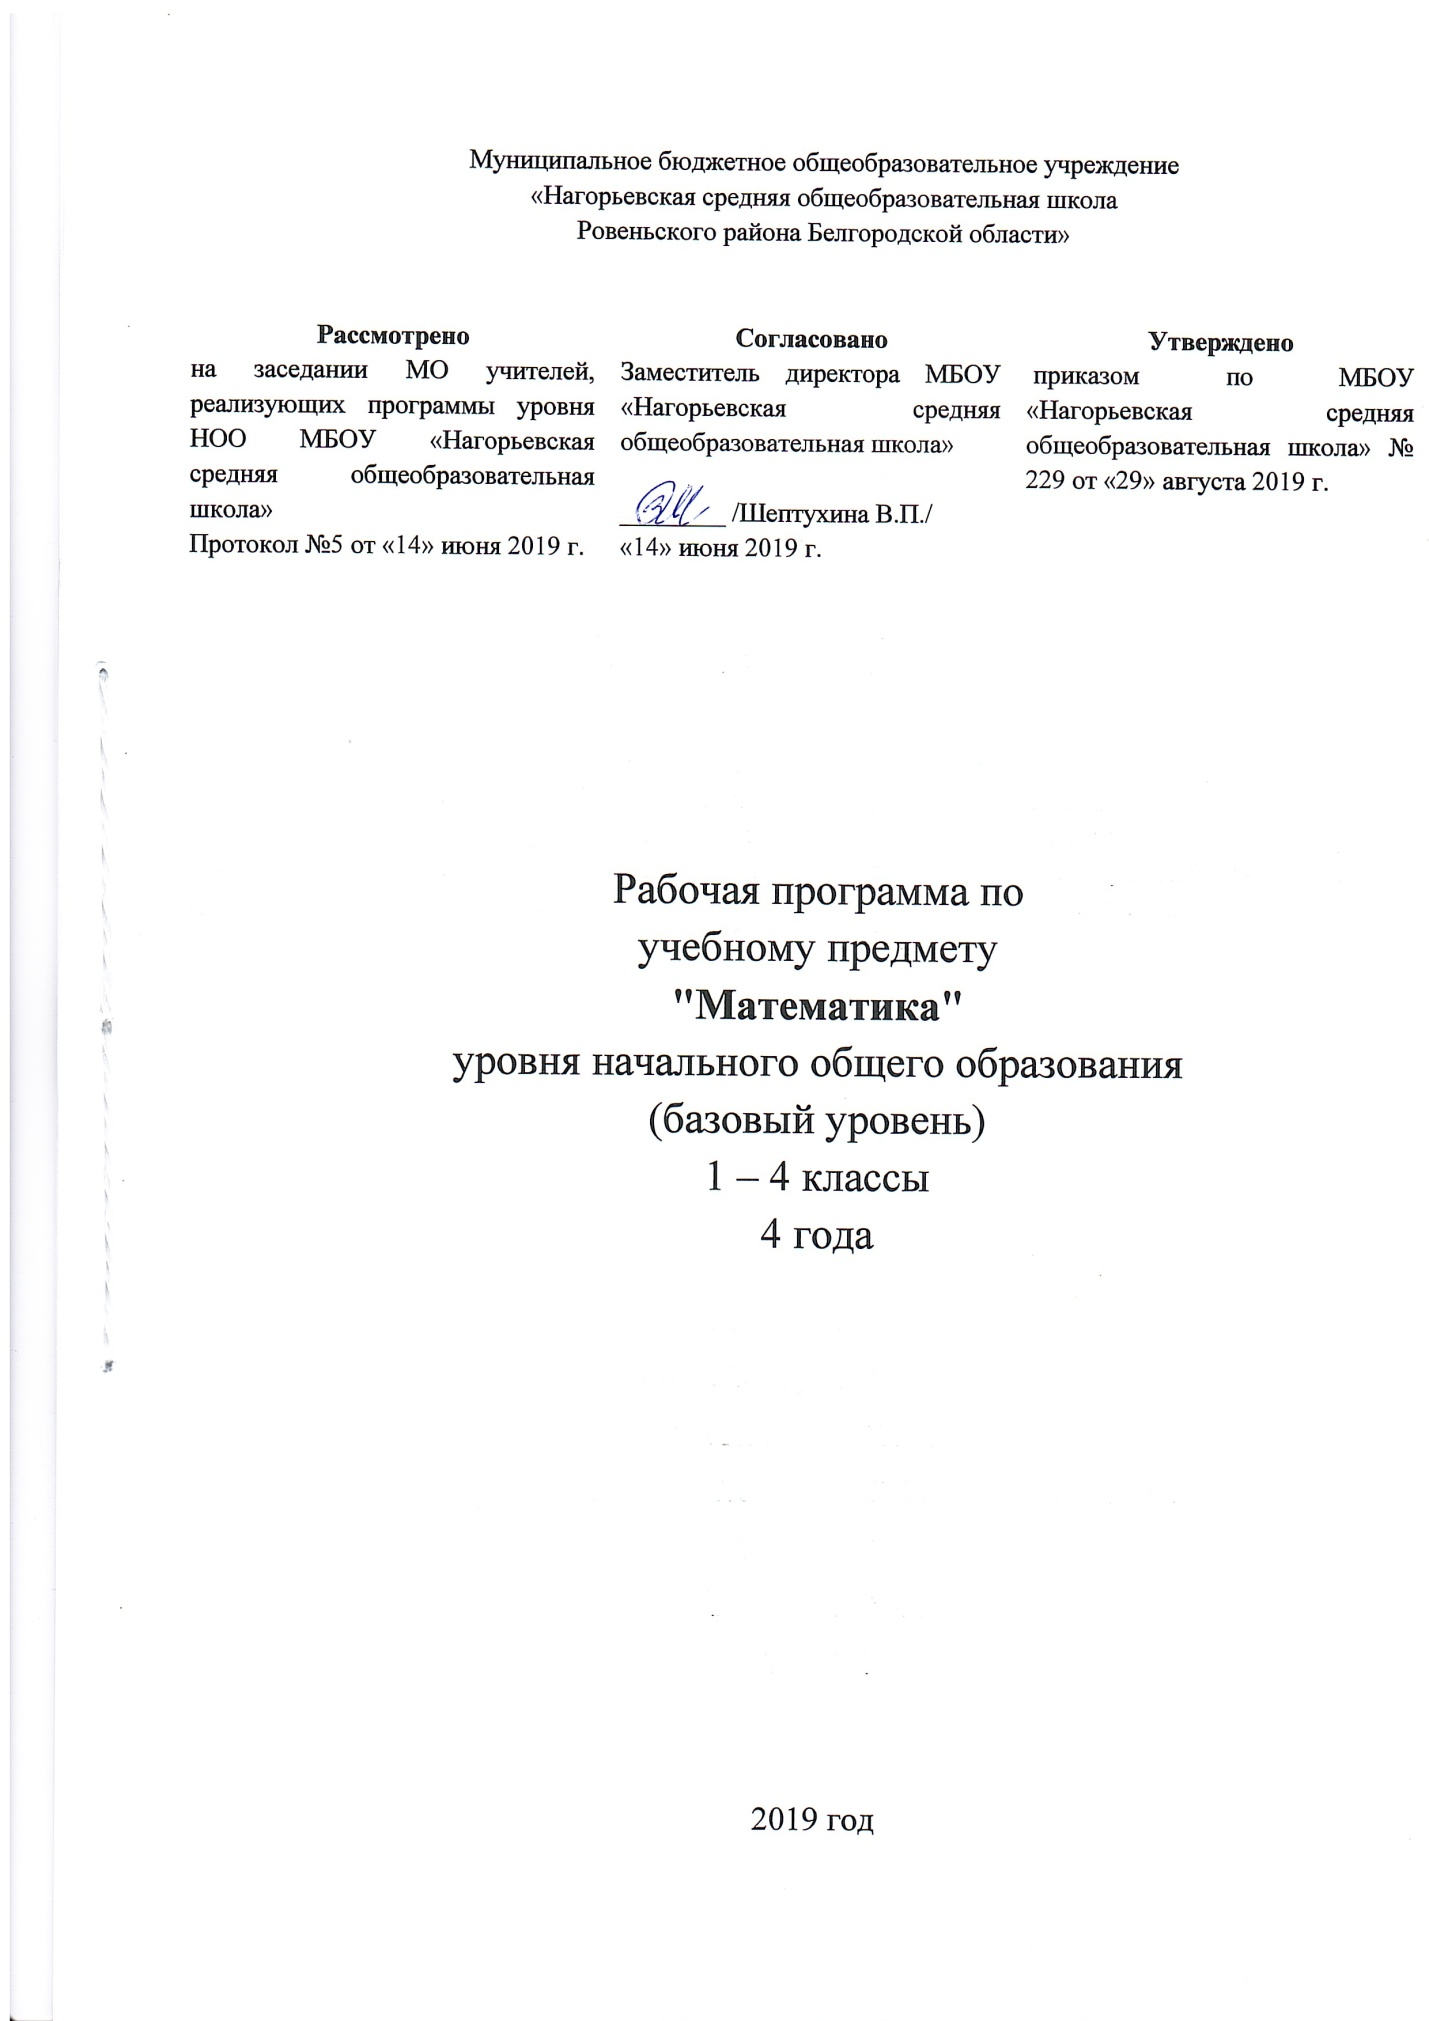 Муниципальное бюджетное общеобразовательное учреждение
«Нагорьевская средняя общеобразовательная школа
Ровеньского района Белгородской области»
Рассмотрено
на заседании МО учителей,
реализующих программы уровня
НОО МБОУ «Нагорьевская
средняя общеобразовательная
школа»
Протокол №5 от «14» июня 2019 г.
Согласовано
Заместитель директора МБОУ
«Нагорьевская средняя
общеобразовательная школа»
________ /Шептухина В.П./
«14» июня 2019 г.
Утверждено
приказом по МБОУ
«Нагорьевская средняя
общеобразовательная школа» №
229 от «29» августа 2019 г.
Рабочая программа по
учебному предмету
"Математика"
уровня начального общего образования
(базовый уровень)
1 – 4 классы
4 года
2019 год